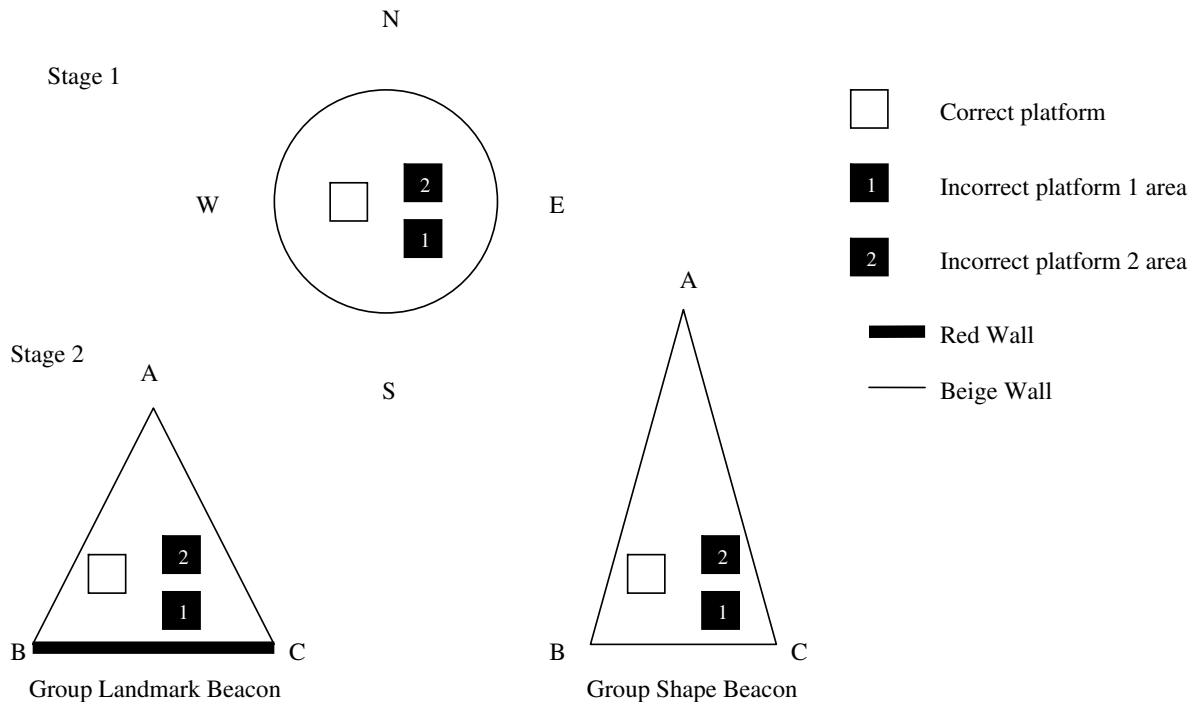 N
Stage 1
Correct platform
2
1
Incorrect platform 1 area
W
E
1
2
Incorrect platform 2 area
A
Red Wall
Stage 2
A
S
Beige Wall
2
2
1
1
B
C
B
C
Group Landmark Beacon
Group Shape Beacon